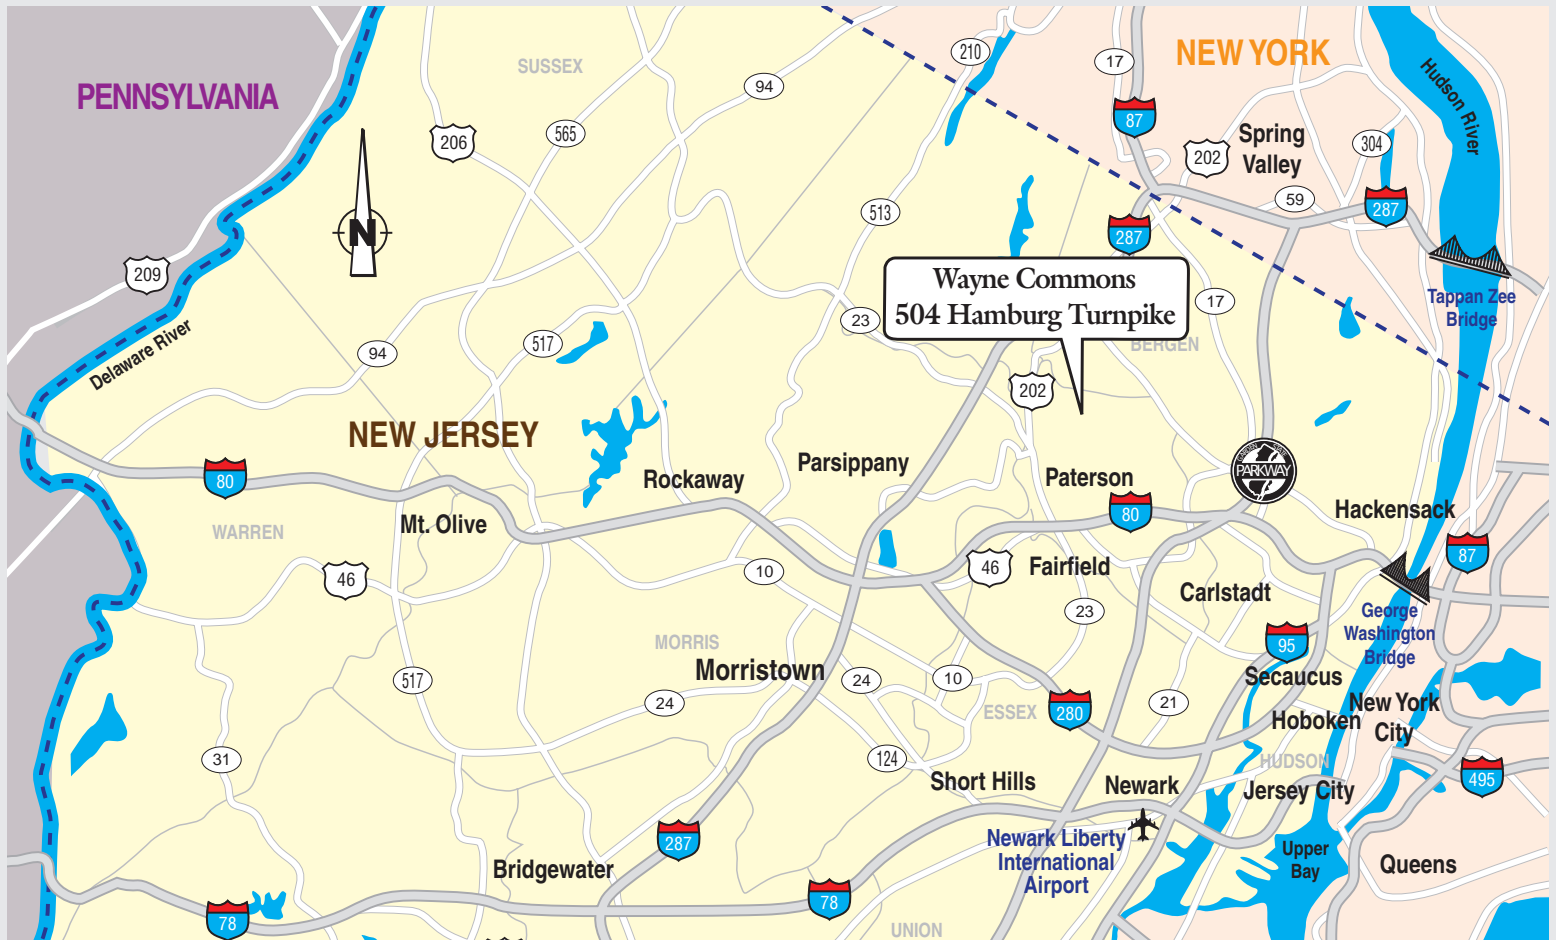 PENNSYLVANIA
SUSSEX
NEW YORK
Hudson River
210
17
94
87
206
565
202
Spring
Valley
304
59
287
513
287
N
209
Tappan Zee
Bridge
Wayne Commons
504 Hamburg Turnpike
23
17
BERGEN
Delaware River
94
517
202
NEW JERSEY
PARKWAY
80
Rockaway
Parsippany
Paterson
80
Hackensack
WARREN
Mt. Olive
87
46
10
46
Fairfield
Carlstadt
23
George
Washington
Bridge
95
MORRIS
Morristown
517
24
24
10
Secaucus
280
21
ESSEX
Hoboken
New York
City
31
124
HUDSON
495
Short Hills
Newark
Jersey City
287
Newark Liberty
International
Airport
Upper
Bay
Queens
Bridgewater
78
78
UNION